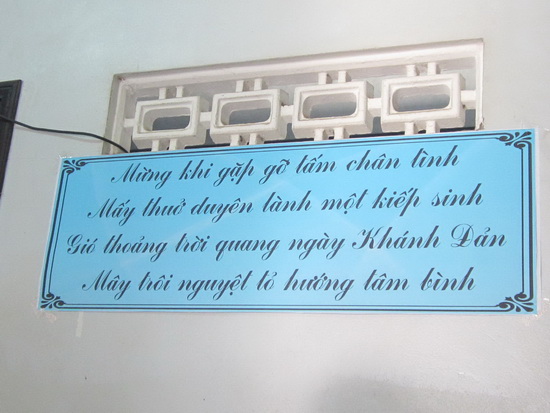 Mừng khi gặp gỡ tấm chân tình
Mấy thuở duyên lành một kiếp sinh
Gió thoảng trời quang ngày Khánh Đản
Mây trôi nguyệt tỏ hướng tâm bình